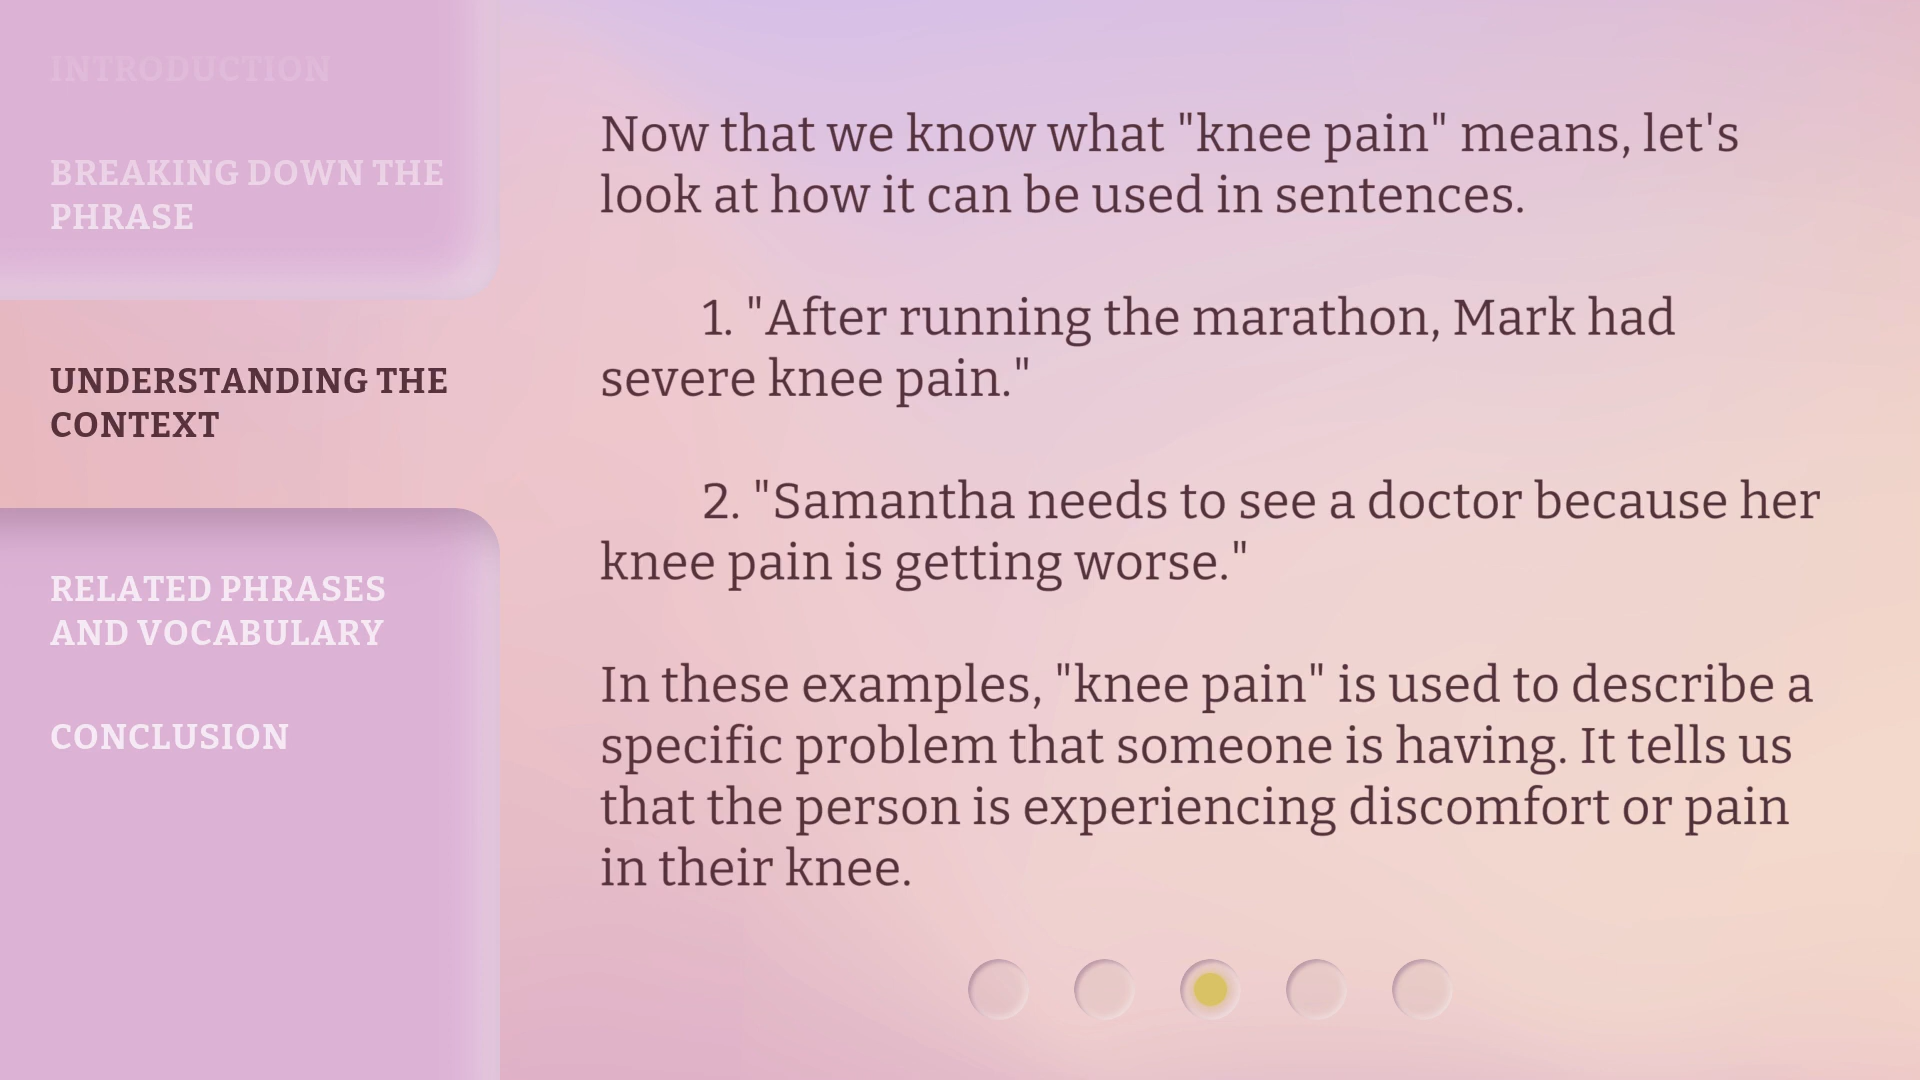 INTRODUCTION
BREAKING DOWN THE
PHRASE
UNDERSTANDING THE
CONTEXT
RELATED PHRASES
AND VOCABULARY
CONCLUSION
Now that we know what "knee pain" means, let's
look at how it can be used in sentences.
1. "After running the marathon, Mark had
severe knee pain."
2. "Samantha needs to see a doctor because her
knee pain is getting worse."
In these examples, "knee pain" is used to describe a
specific problem that someone is having. It tells us
that the person is experiencing discomfort or pain
in their knee.